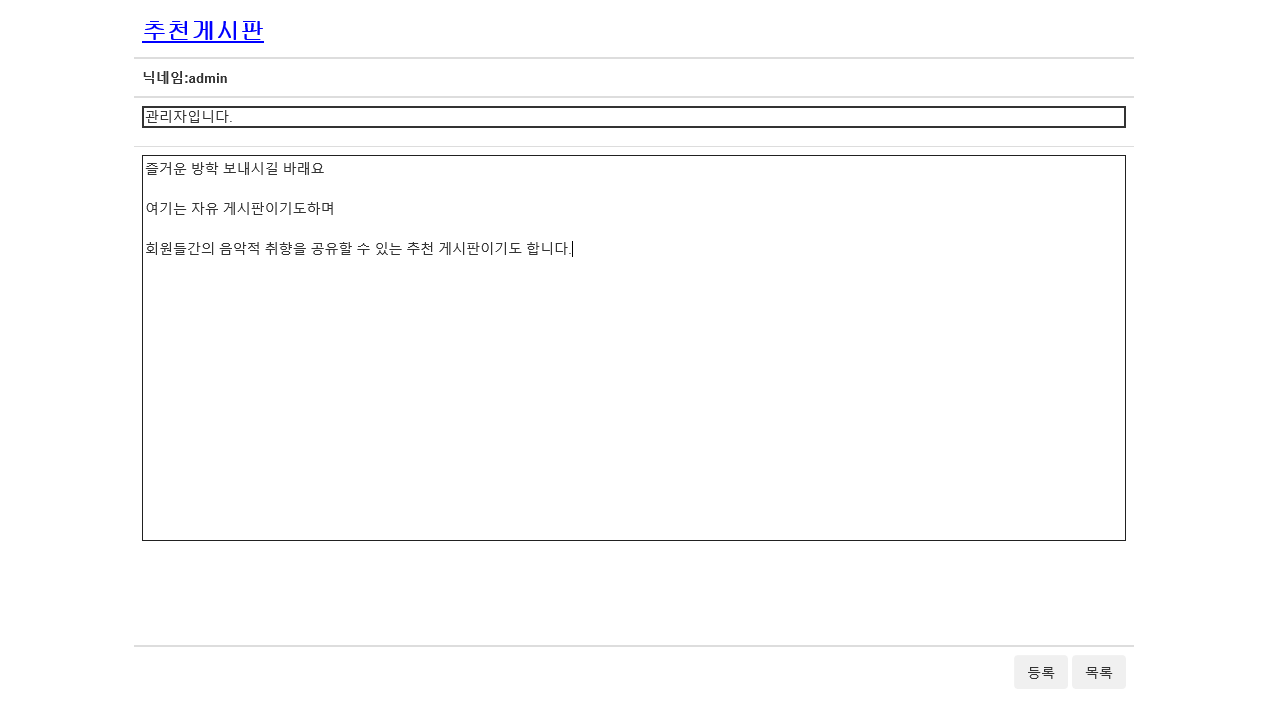 추천게시판
닉네임:admin
관리자입니다.
즐거운 방학 보내시길 바래요
여기는 자유 게시판이기도하며
회원들간의 음악적 취향을 공유할 수 있는 추천 게시판이기도 합니다.
등록 목록